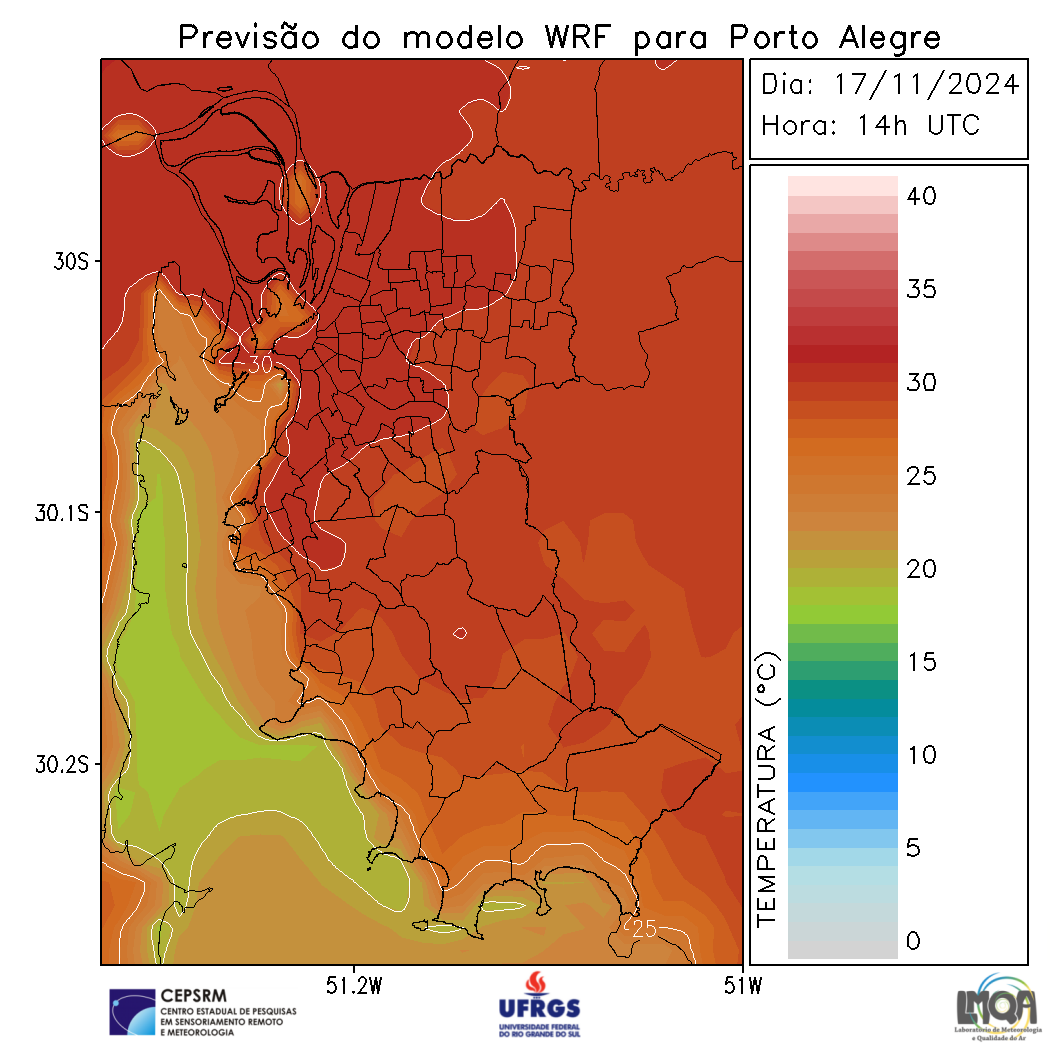 Previsão do modelo WRF para Porto Alegre
Dia: 17/11/2024
Hora: 14h UTC
30S
30.1S
30.2S
51.2W
51W
30
25
TEMPERATURA (°C)
40
35
30
25
20
15
10
5
0
CEPSRM
CENTRO ESTADUAL DE PESQUISAS
EM SENSORIAMENTO REMOTO
E METEOROLOGIA
UFRGS
UNIVERSIDADE FEDERAL
DO RIO GRANDE DO SUL
LMQA
Laboratório de Meteorologia
e Qualidade do Ar